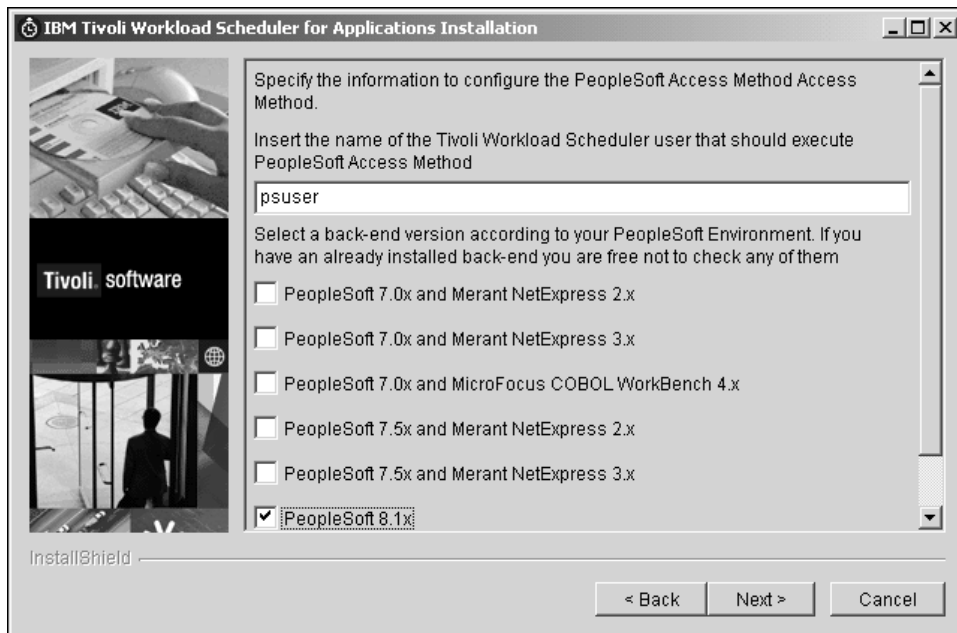 IBM Tivoli Workload Scheduler for Applications Installation
Specify the information to configure the PeopleSoft Access Method Access
Method.
Insert the name of the Tivoli Workload Scheduler user that should execute
PeopleSoft Access Method
psuser
Select a back-end version according to your PeopleSoft Environment. If you
have an already installed back-end you are free not to check any of them
Tivoli. software
PeopleSoft 7.0x and Merant NetExpress 2.x
PeopleSoft 7.0x and Merant NetExpress 3.x
PeopleSoft 7.0x and MicroFocus COBOL WorkBench 4.x
PeopleSoft 7.5x and Merant NetExpress 2.x
PeopleSoft 7.5x and Merant NetExpress 3.x
PeopleSoft 8.1x
InstallShield
< Back
Next >
Cancel